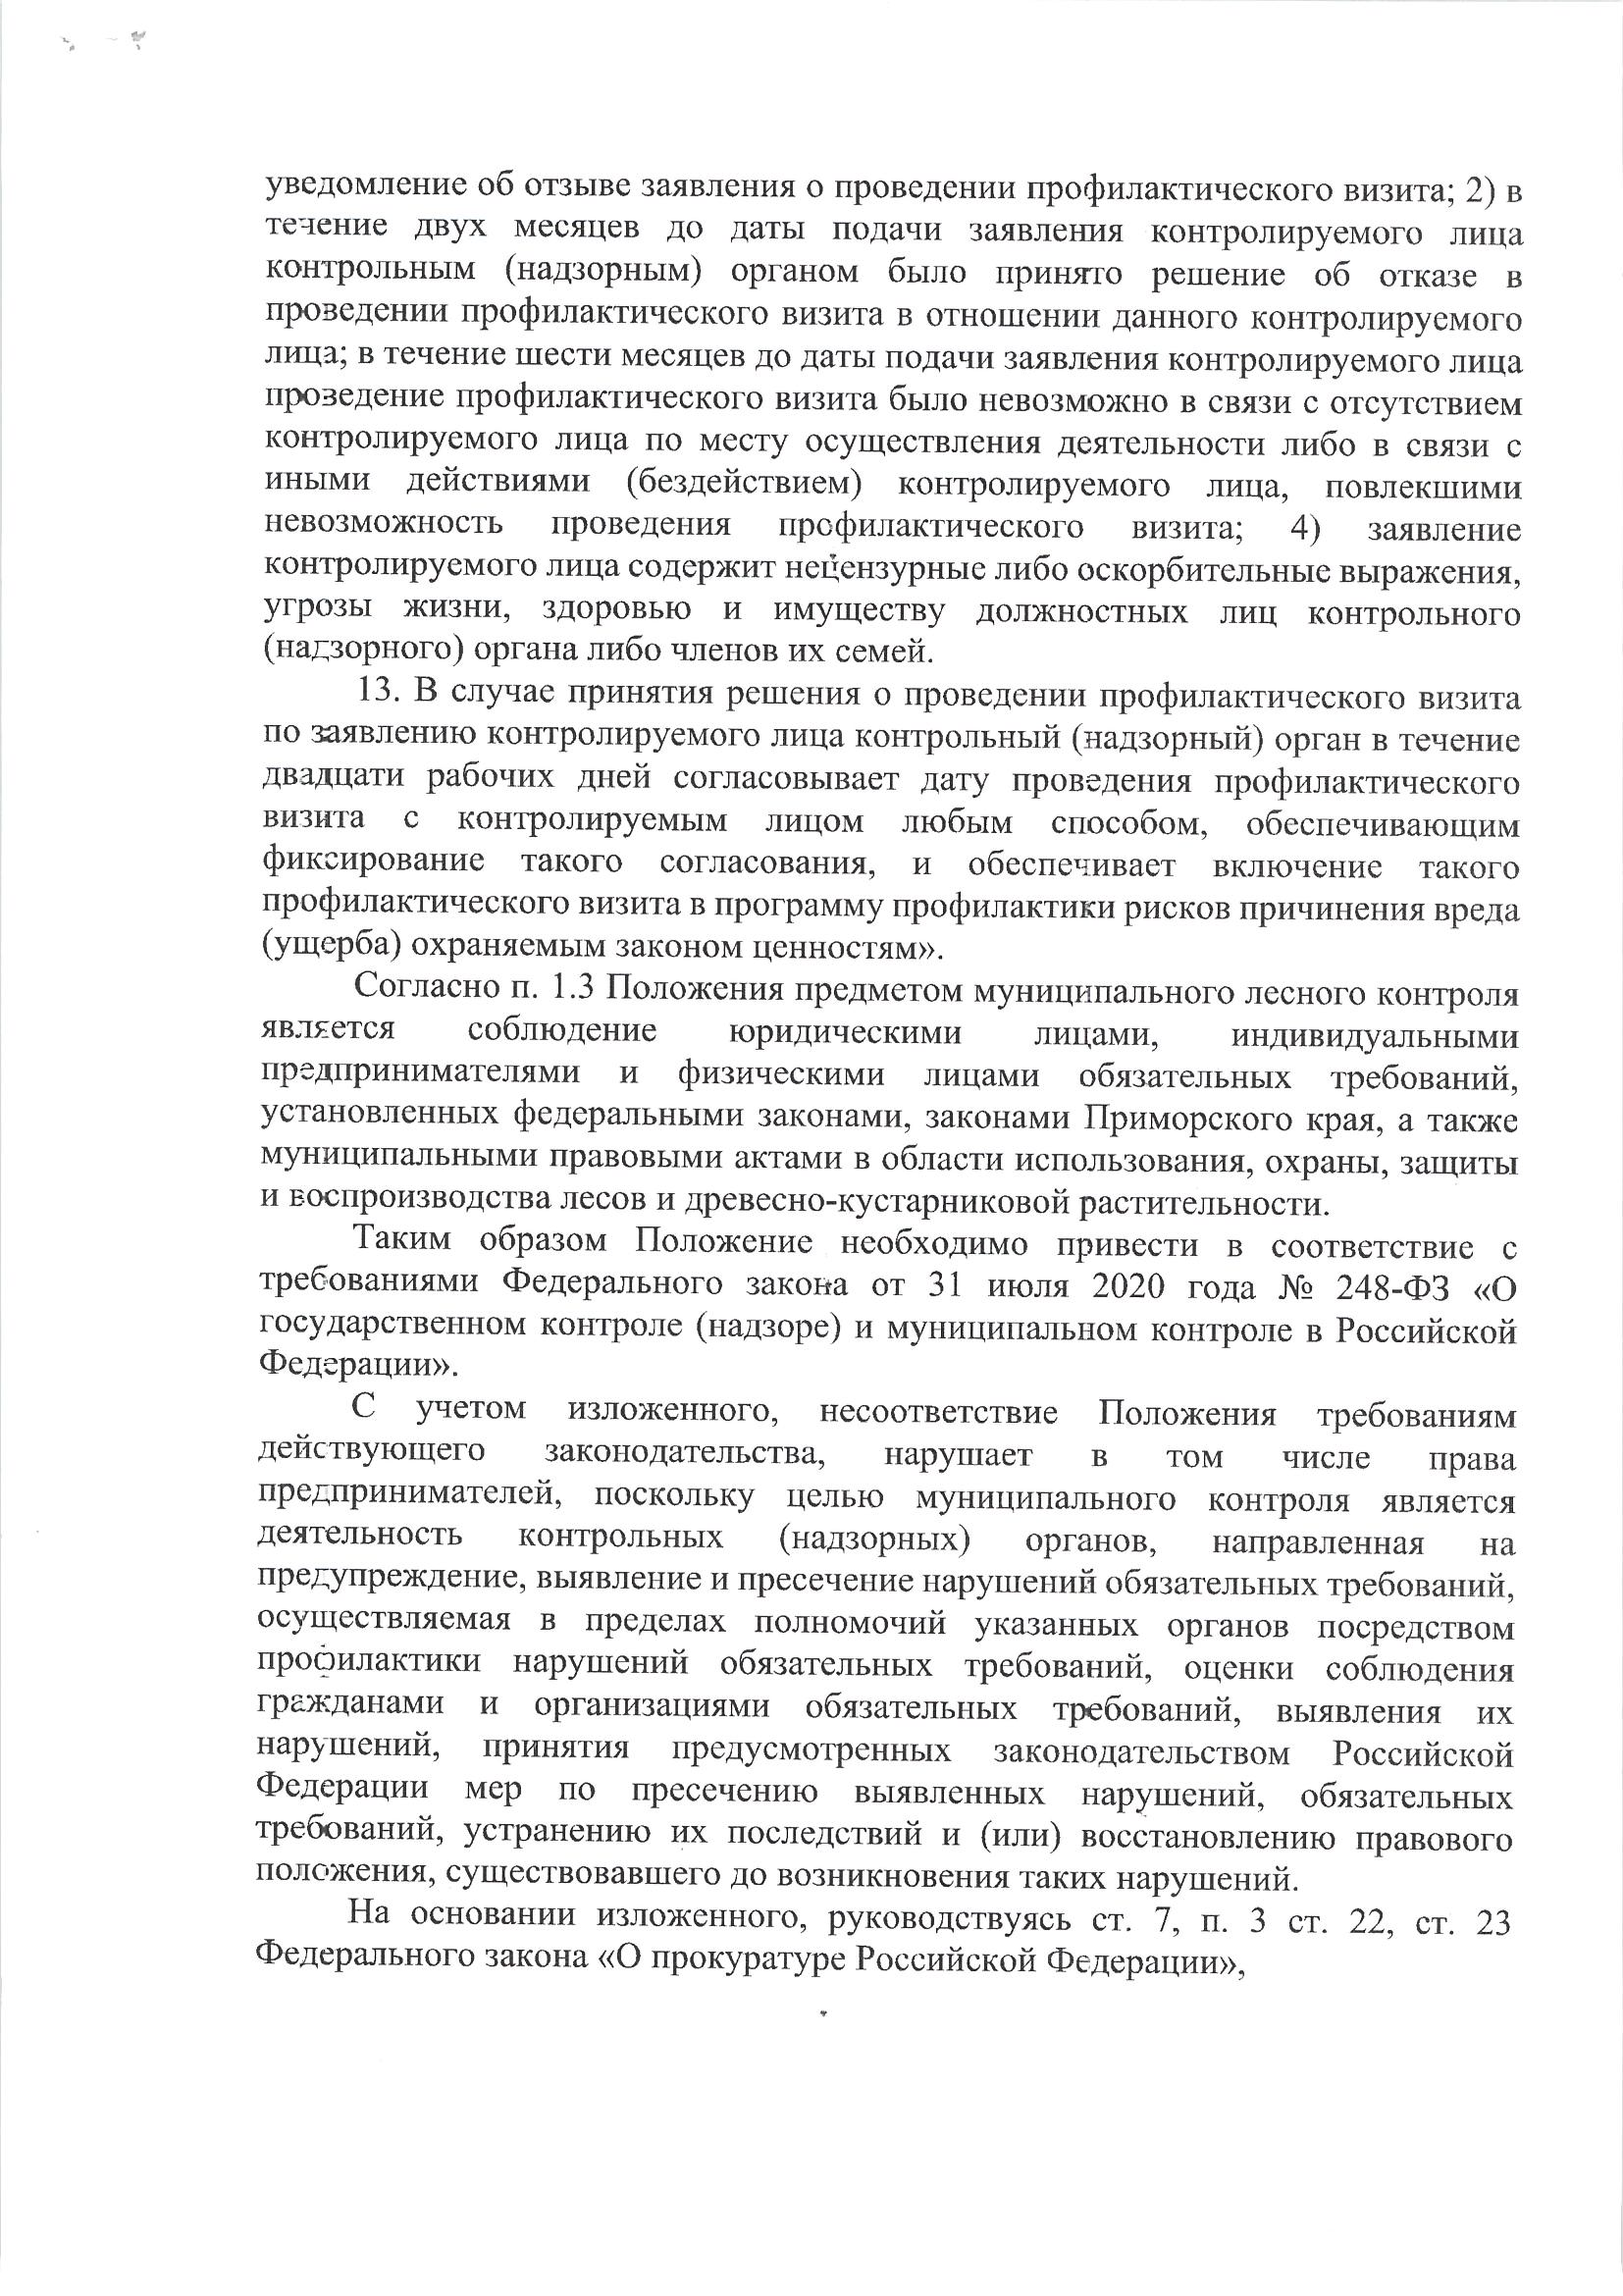 уведомление об отзыве заявления о проведении профилактического визита; 2) в
течение двух месяцев до даты подачи заявления контролируемого лица
контрольным (надзорным) органом было принято решение об отказе в
проведении профилактического визита в отношении данного контролируемого
лица; в течение шести месяцев до даты подачи заявления контролируемого лица
проведение профилактического визита было невозможно в связи с отсутствием
контролируемого лица по месту осуществления деятельности либо в связи с
иными действиями (бездействием) контролируемого лица, повлекшими
невозможность проведения профилактического визита; 4) заявление
контролируемого лица содержит нецензурные либо оскорбительные выражения,
угрозы жизни, здоровью и имуществу должностных лиц контрольного
(надзорного) органа либо членов их семей.
13. В случае принятия решения о проведении профилактического визита
по заявлению контролируемого лица контрольный (надзорный) орган в течение
двадцати рабочих дней согласовывает дату проведения профилактического
визита с контролируемым лицом любым способом, обеспечивающим
фиксирование такого согласования, и обеспечивает включение такого
профилактического визита в программу профилактики рисков причинения вреда
(ущерба) охраняемым законом ценностям».
Согласно п. 1.3 Положения предметом муниципального лесного контроля
является соблюдение юридическими лицами, индивидуальными
предпринимателями и физическими лицами обязательных требований,
установленных федеральными законами, законами Приморского края, а также
муниципальными правовыми актами в области использования, охраны, защиты
и воспроизводства лесов и древесно-кустарниковой растительности.
Таким образом Положение необходимо привести в соответствие с
требованиями Федерального закона от 31 июля 2020 года № 248-ФЗ «О
государственном контроле (надзоре) и муниципальном контроле в Российской
Федерации».
С учетом изложенного, несоответствие Положения требованиям
действующего законодательства, нарушает в том числе права
предпринимателей, поскольку целью муниципального контроля является
деятельность контрольных (надзорных) органов, направленная на
предупреждение, выявление и пресечение нарушений обязательных требований,
осуществляемая в пределах полномочий указанных органов посредством
профилактики нарушений обязательных требований, оценки соблюдения
гражданами и организациями обязательных требований, выявления их
нарушений, принятия предусмотренных законодательством Российской
Федерации мер по пресечению выявленных нарушений, обязательных
требований, устранению их последствий и (или) восстановлению правового
положения, существовавшего до возникновения таких нарушений.
На основании изложенного, руководствуясь ст. 7, п. 3 ст. 22, ст. 23
Федерального закона «О прокуратуре Российской Федерации»,